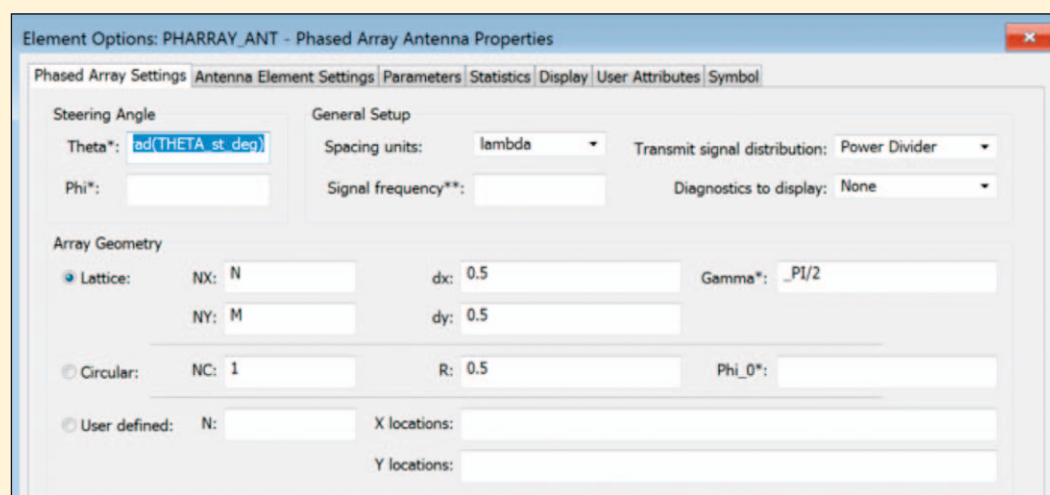 Element Options: PHARRAY_ANT - Phased Array Antenna Properties
Phased Array Settings Antenna Element Settings Parameters Statistics Display User Attributes Symbol
Steering Angle General Setup
Theta*: ad(THETA_st_deg) Spacing units: lambda Transmit signal distribution: Power Divider
Phi*: Signal frequency**: Diagnostics to display: None
Array Geometry
Lattice: NX: N dx: 0.5 Gamma*: _PI/2
NY: M dy: 0.5
Circular: NC: 1 R: 0.5 Phi_0*:
User defined: N: X locations:
Y locations: